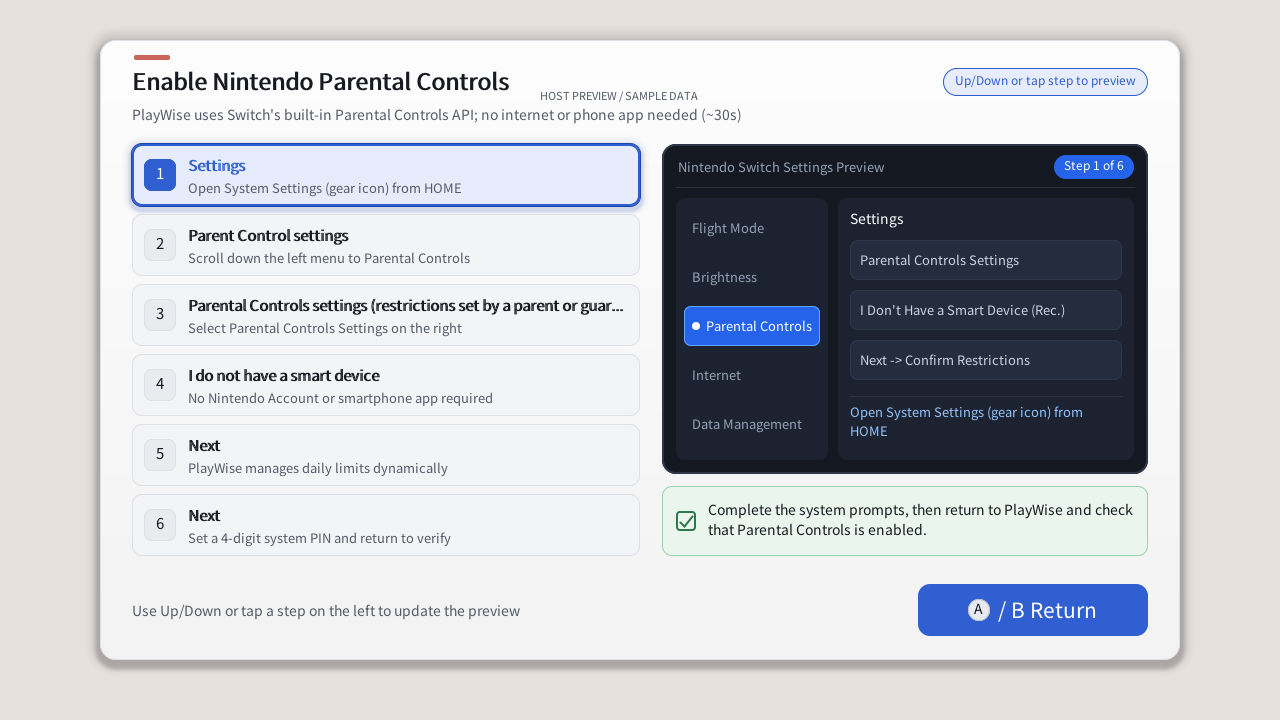 Enable Nintendo Parental Controls
HOST PREVIEW / SAMPLE DATA
Up/Down or tap step to preview
PlayWise uses Switch's built-in Parental Controls API; no internet or phone app needed (~30s)
1
Settings
Open System Settings (gear icon) from HOME
2
Parent Control settings
Scroll down the left menu to Parental Controls
3
Parental Controls settings (restrictions set by a parent or guar...
Select Parental Controls Settings on the right
4
I do not have a smart device
No Nintendo Account or smartphone app required
5
Next
PlayWise manages daily limits dynamically
6
Next
Set a 4-digit system PIN and return to verify
Nintendo Switch Settings Preview
Step 1 of 6
Flight Mode
Brightness
Parental Controls
Internet
Data Management
Settings
Parental Controls Settings
I Don't Have a Smart Device (Rec.)
Next -> Confirm Restrictions
Open System Settings (gear icon) from
HOME
Complete the system prompts, then return to PlayWise and check
that Parental Controls is enabled.
Use Up/Down or tap a step on the left to update the preview
A / B Return